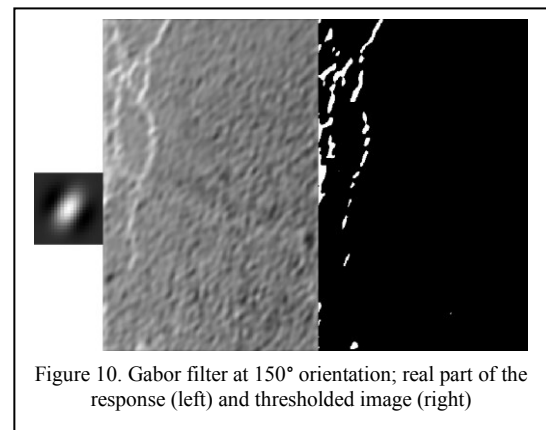 Figure 10. Gabor filter at 150° orientation; real part of the
response (left) and thresholded image (right)